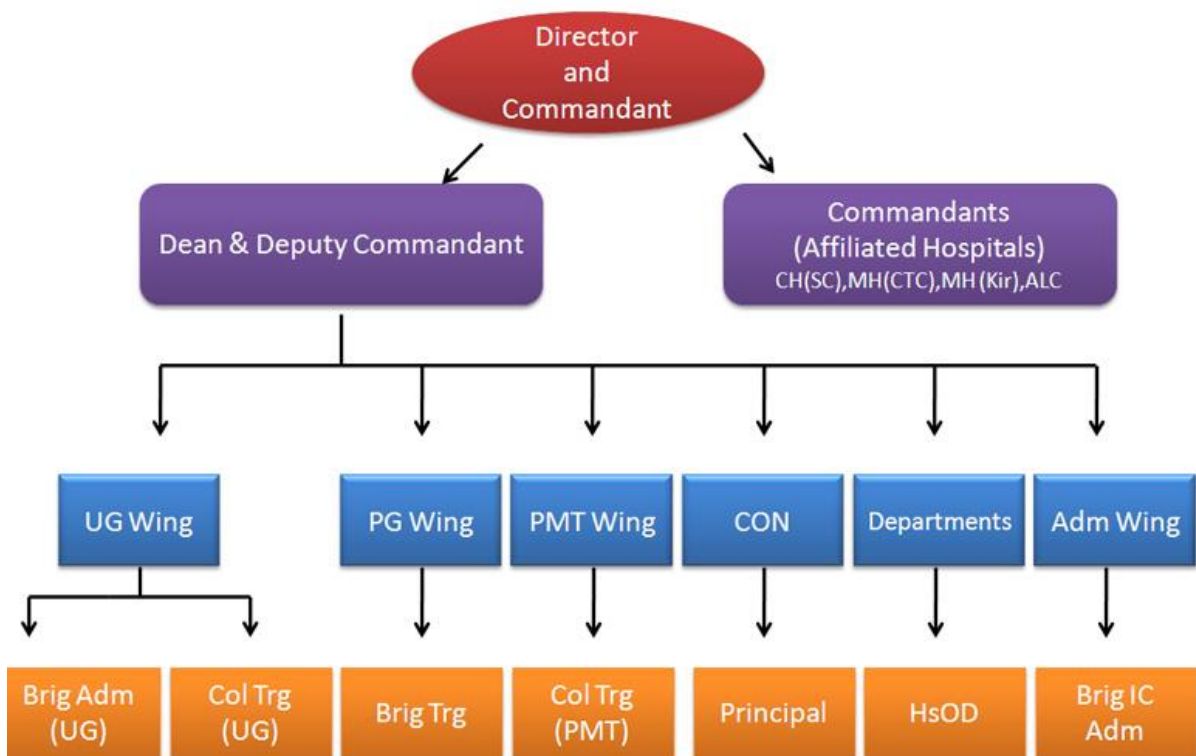 Director
and
Commandant
Dean & Deputy Commandant
Commandants
(Affiliated Hospitals)
CH(SC),MH(CTC),MH(Kir),ALC
UG Wing
PG Wing
PMT Wing
CON
Departments
Adm Wing
Brig Adm
(UG)
Col Trg
(UG)
Brig Trg
Col Trg
(PMT)
Principal
HsOD
Brig IC
Adm